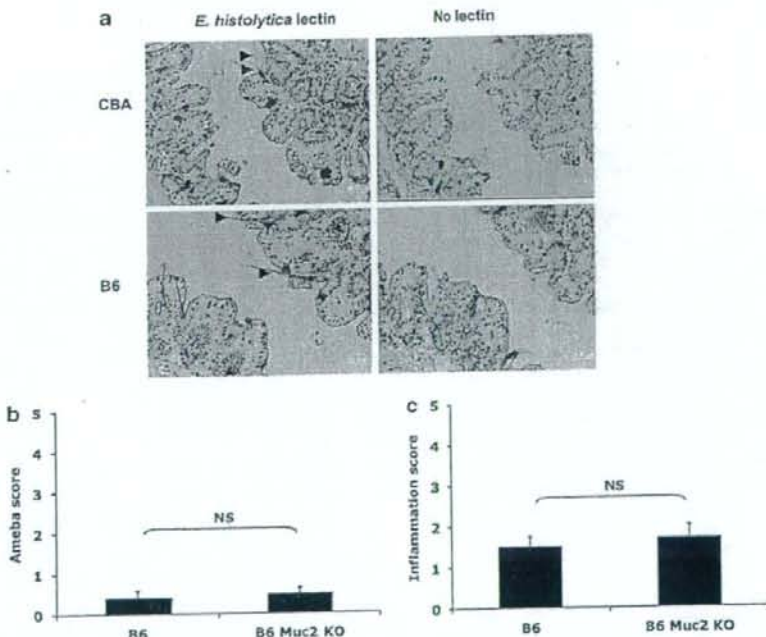 a
E. histolytica lectin
No lectin
CBA
B6
b
5
4
3
2
1
0
Ameba score
NS
B6
B6 Muc2 KO
c
5
4
3
2
1
0
Inflammation score
NS
B6
B6 Muc2 KO